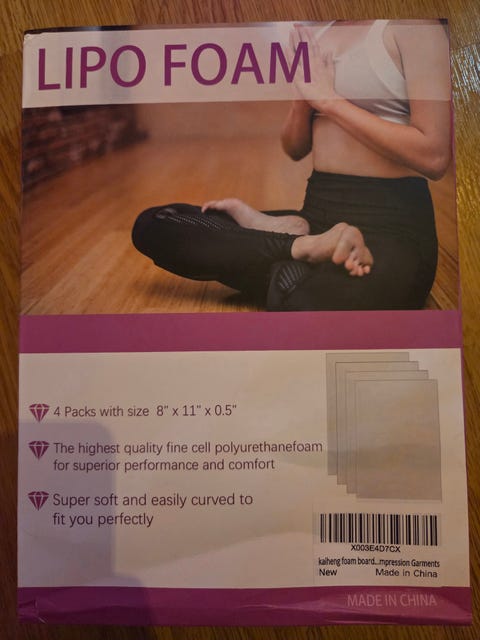 LIPO FOAM
4 Packs with size 8" x 11" x 0.5"
The highest quality fine cell polyurethanefoam
for superior performance and comfort
Super soft and easily curved to
fit you perfectly
X003E4D7CX
kaiheng foam board...mpression Garments
New Made in China
MADE IN CHINA